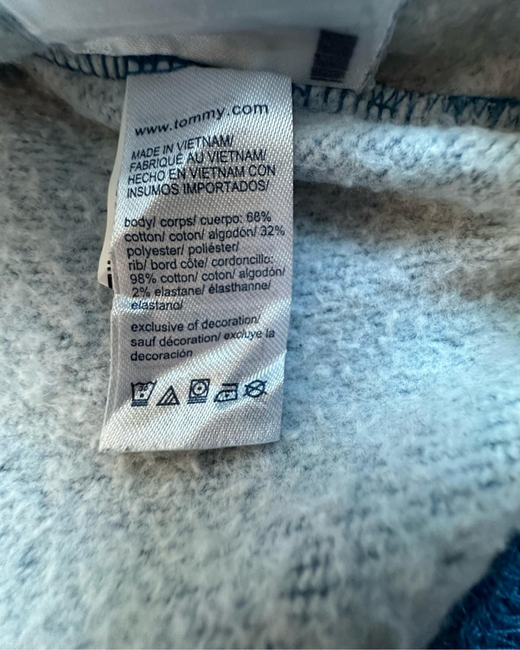 www.tommy.com
MADE IN VIETNAM/
FABRIQUÉ AU VIETNAM/
HECHO EN VIETNAM CON
INSUMOS IMPORTADOS/
body/ corps/ cuerpo: 68%
cotton/ coton/ algodón/ 32%
polyester/ poliéster/
rib/ bord côte/ cordoncillo:
98% cotton/ coton/ algodón/
2% elastane/ élasthanne/
elastano/
exclusive of decoration/
sauf décoration/ excluye la
decoración